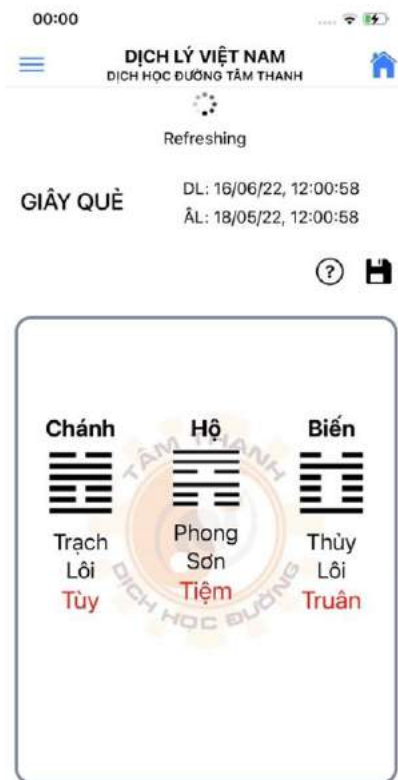 00:00
DỊCH LÝ VIỆT NAM
DỊCH HỌC ĐƯỜNG TÂM THANH
Refreshing
GIÂY QUẺ
DL: 16/06/22, 12:00:58
ÂL: 18/05/22, 12:00:58
?
Chánh Hộ Biến
Trạch Lôi Tùy
Phong Sơn Tiệm
Thủy Lôi Truân
TÂM THANH
DỊCH HỌC ĐƯỜNG